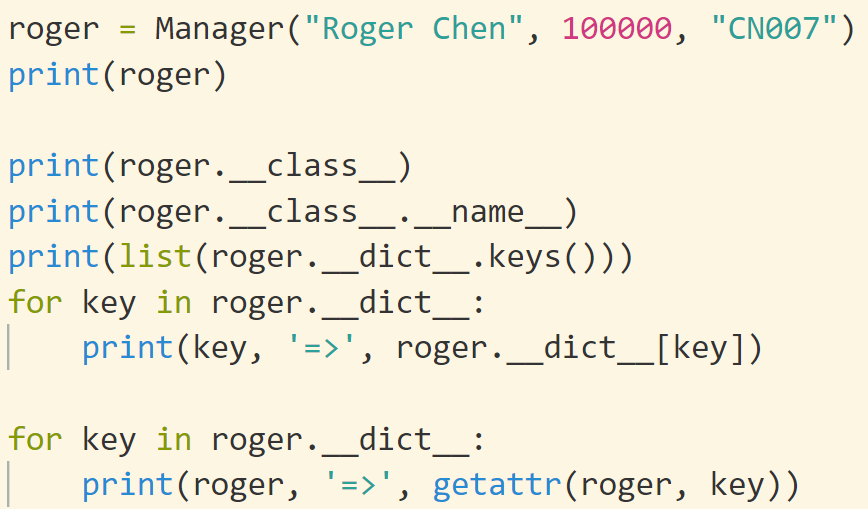 roger = Manager("Roger Chen", 100000, "CN007")
print(roger)

print(roger.__class__)
print(roger.__class__.__name__)
print(list(roger.__dict__.keys()))
for key in roger.__dict__:
    print(key, '=>', roger.__dict__[key])

for key in roger.__dict__:
    print(roger, '=>', getattr(roger, key))